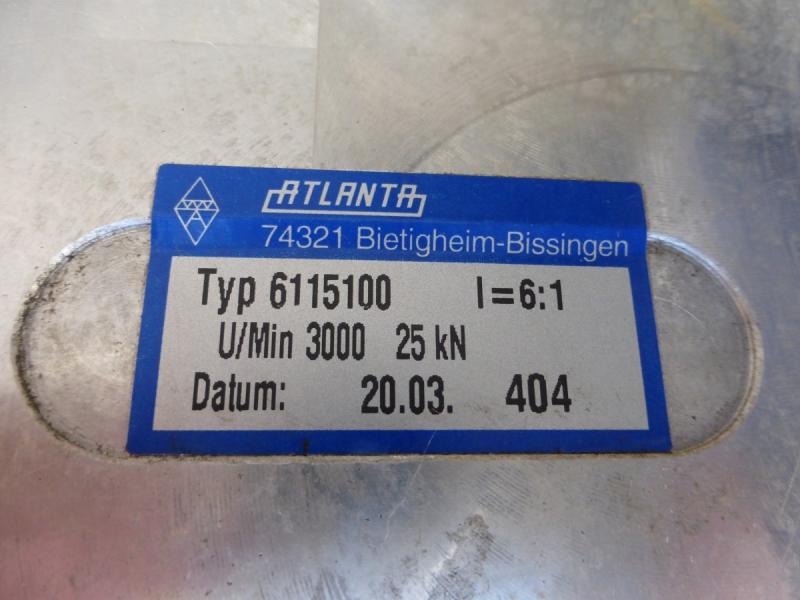 ATLANTA
74321 Bietigheim-Bissingen
Typ 6115100 I=6:1
U/Min 3000 25 kN
Datum: 20.03. 404